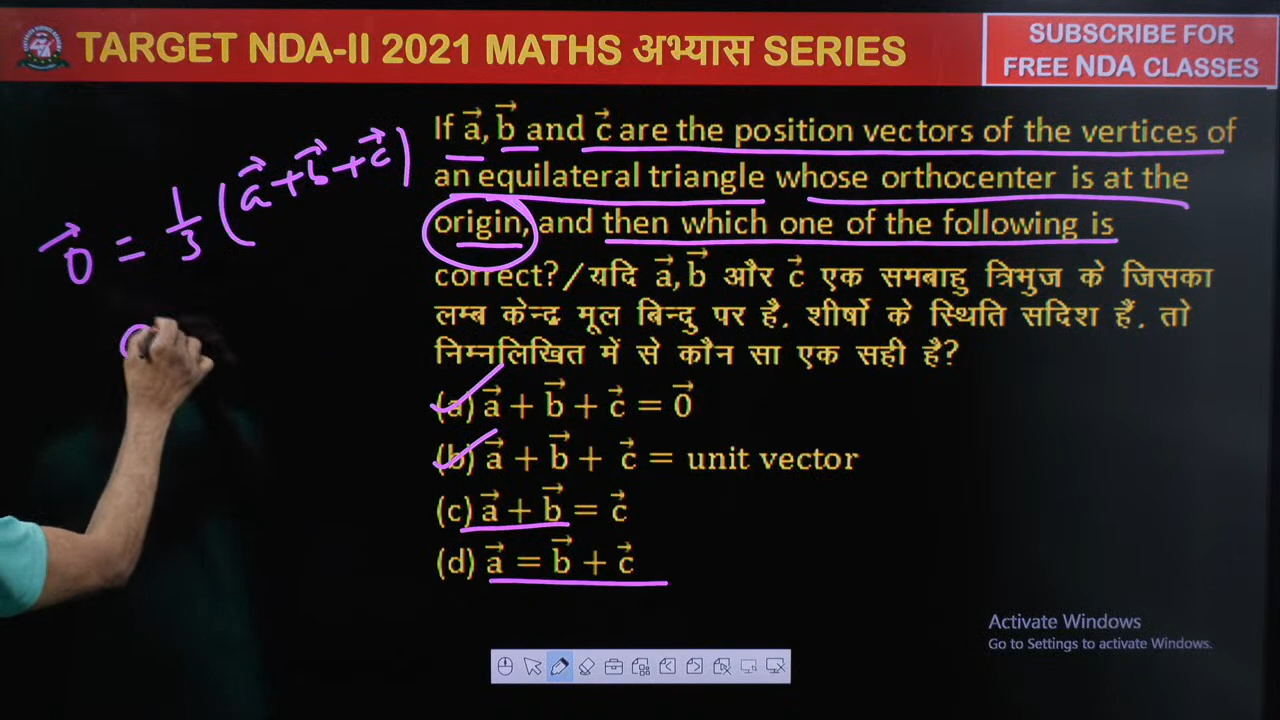 TARGET NDA-II 2021 MATHS अभ्यास SERIES
SUBSCRIBE FOR
FREE NDA CLASSES
If a⃗, b⃗ and c⃗ are the position vectors of the vertices of
an equilateral triangle whose orthocenter is at the
origin, and then which one of the following is
correct?/यदि a⃗, b⃗ और c⃗ एक समबाहु त्रिभुज के जिसका
लम्ब केन्द्र मूल बिन्दु पर है, शीर्षों के स्थिति सदिश हैं, तो
निम्नलिखित में से कौन सा एक सही है?
(a) a⃗ + b⃗ + c⃗ = 0⃗
(b) a⃗ + b⃗ + c⃗ = unit vector
(c) a⃗ + b⃗ = c⃗
(d) a⃗ = b⃗ + c⃗
0⃗ = 1/3 (a⃗ + b⃗ + c⃗)
Activate Windows
Go to Settings to activate Windows.